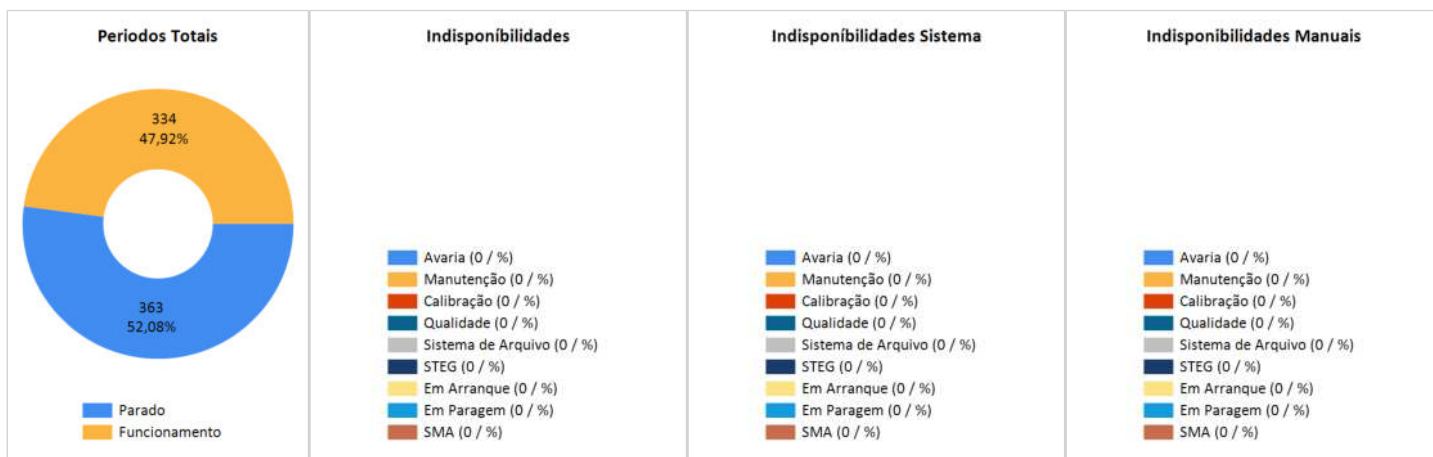 Periodos Totais
334
47,92%
363
52,08%
Parado
Funcionamento
Indisponíbilidades
Avaria (0 / %)
Manutenção (0 / %)
Calibração (0 / %)
Qualidade (0 / %)
Sistema de Arquivo (0 / %)
STEG (0 / %)
Em Arranque (0 / %)
Em Paragem (0 / %)
SMA (0 / %)
Indisponíbilidades Sistema
Avaria (0 / %)
Manutenção (0 / %)
Calibração (0 / %)
Qualidade (0 / %)
Sistema de Arquivo (0 / %)
STEG (0 / %)
Em Arranque (0 / %)
Em Paragem (0 / %)
SMA (0 / %)
Indisponibilidades Manuais
Avaria (0 / %)
Manutenção (0 / %)
Calibração (0 / %)
Qualidade (0 / %)
Sistema de Arquivo (0 / %)
STEG (0 / %)
Em Arranque (0 / %)
Em Paragem (0 / %)
SMA (0 / %)